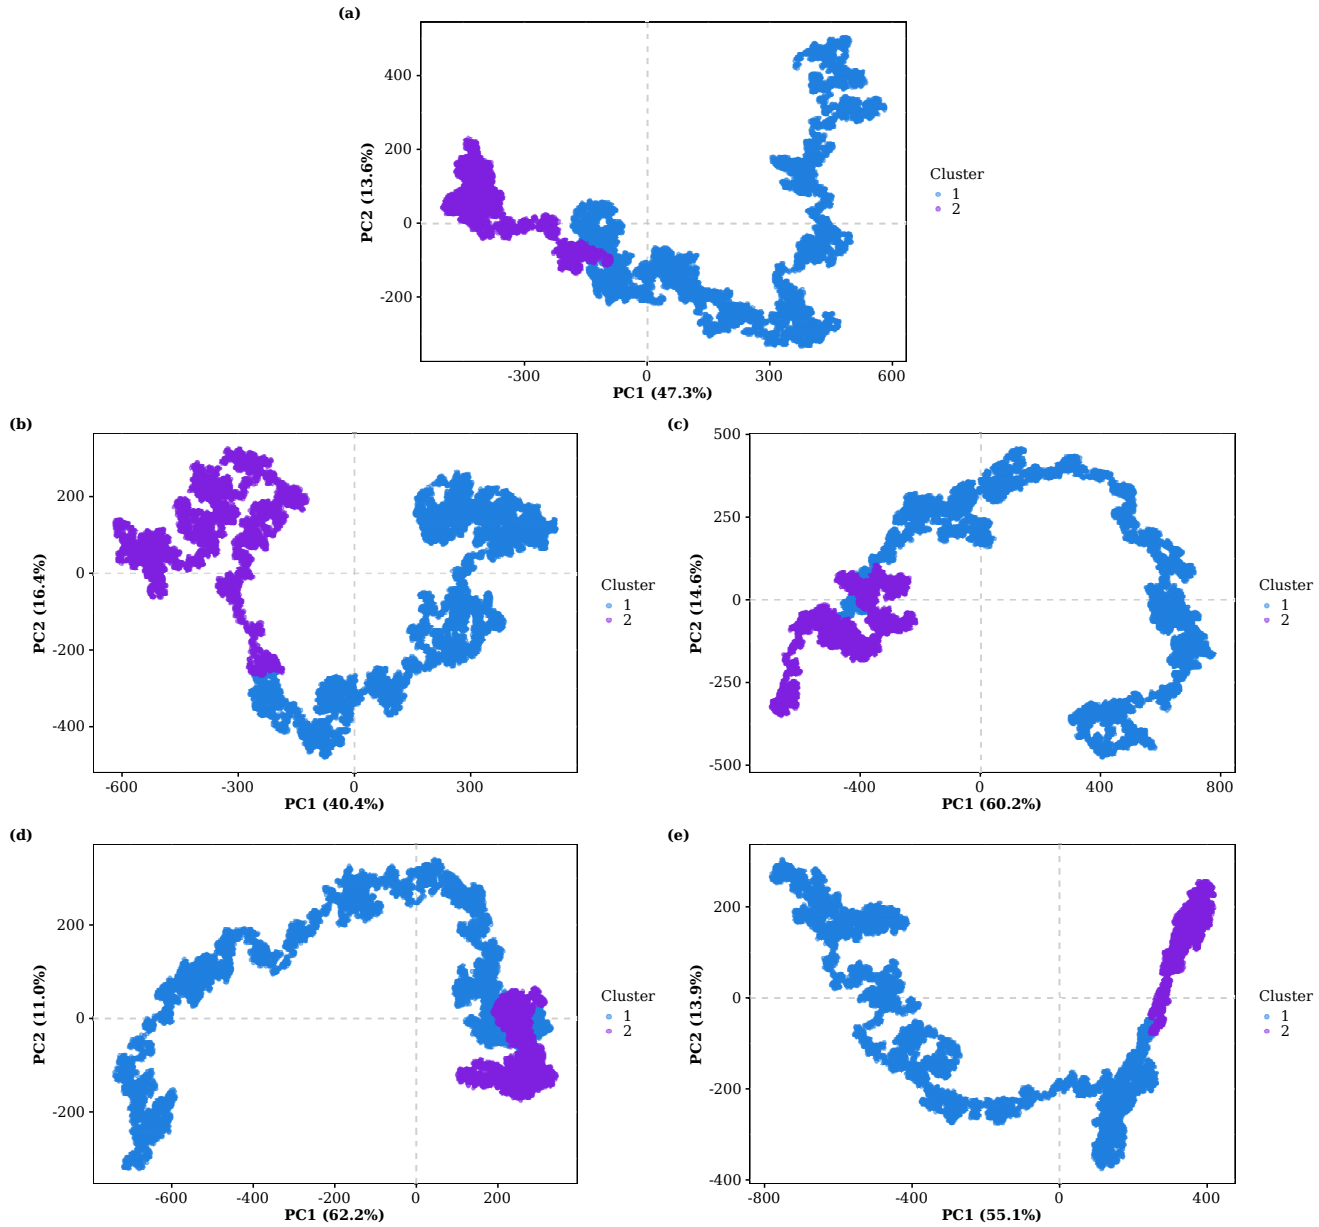 (a)
400
200
0
-200
PC2 (13.6%)
-300 0 300 600
PC1 (47.3%)
Cluster
1
2
(b)
200
0
-200
-400
PC2 (16.4%)
-600 -300 0 300
PC1 (40.4%)
Cluster
1
2
(c)
500
250
0
-250
-500
PC2 (14.6%)
-400 0 400 800
PC1 (60.2%)
Cluster
1
2
(d)
200
0
-200
PC2 (11.0%)
-600 -400 -200 0 200
PC1 (62.2%)
Cluster
1
2
(e)
200
0
-200
-400
PC2 (13.9%)
-800 -400 0 400
PC1 (55.1%)
Cluster
1
2